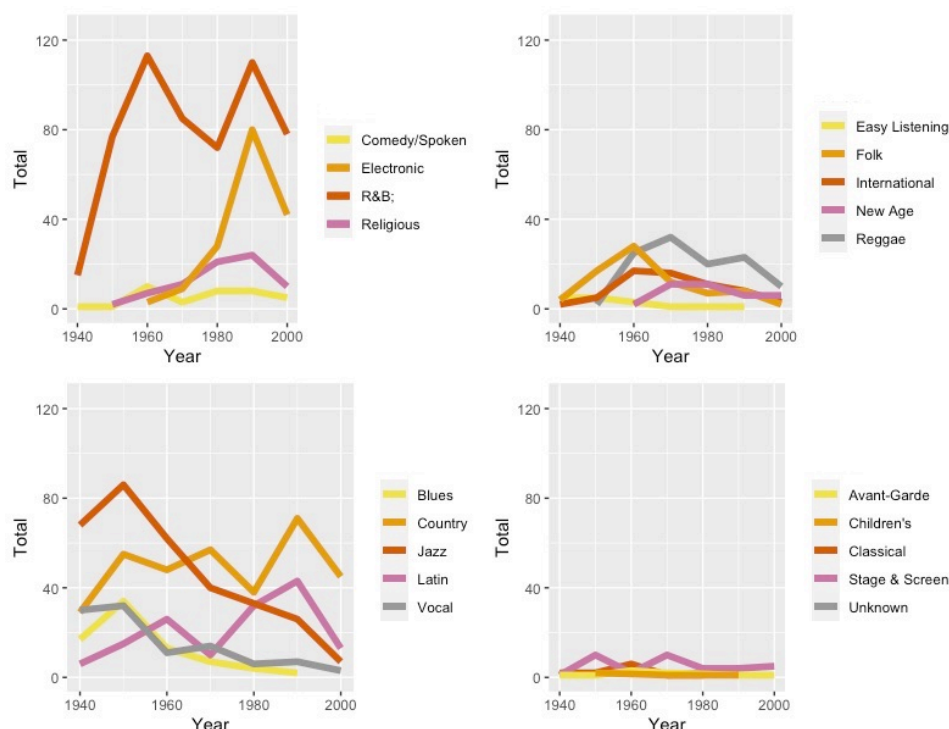 120
80
40
0
Total
1940
1960
1980
2000
Year
Comedy/Spoken
Electronic
R&B;
Religious
120
80
40
0
Total
1940
1960
1980
2000
Year
Easy Listening
Folk
International
New Age
Reggae
120
80
40
0
Total
1940
1960
1980
2000
Year
Blues
Country
Jazz
Latin
Vocal
120
80
40
0
Total
1940
1960
1980
2000
Year
Avant-Garde
Children's
Classical
Stage & Screen
Unknown